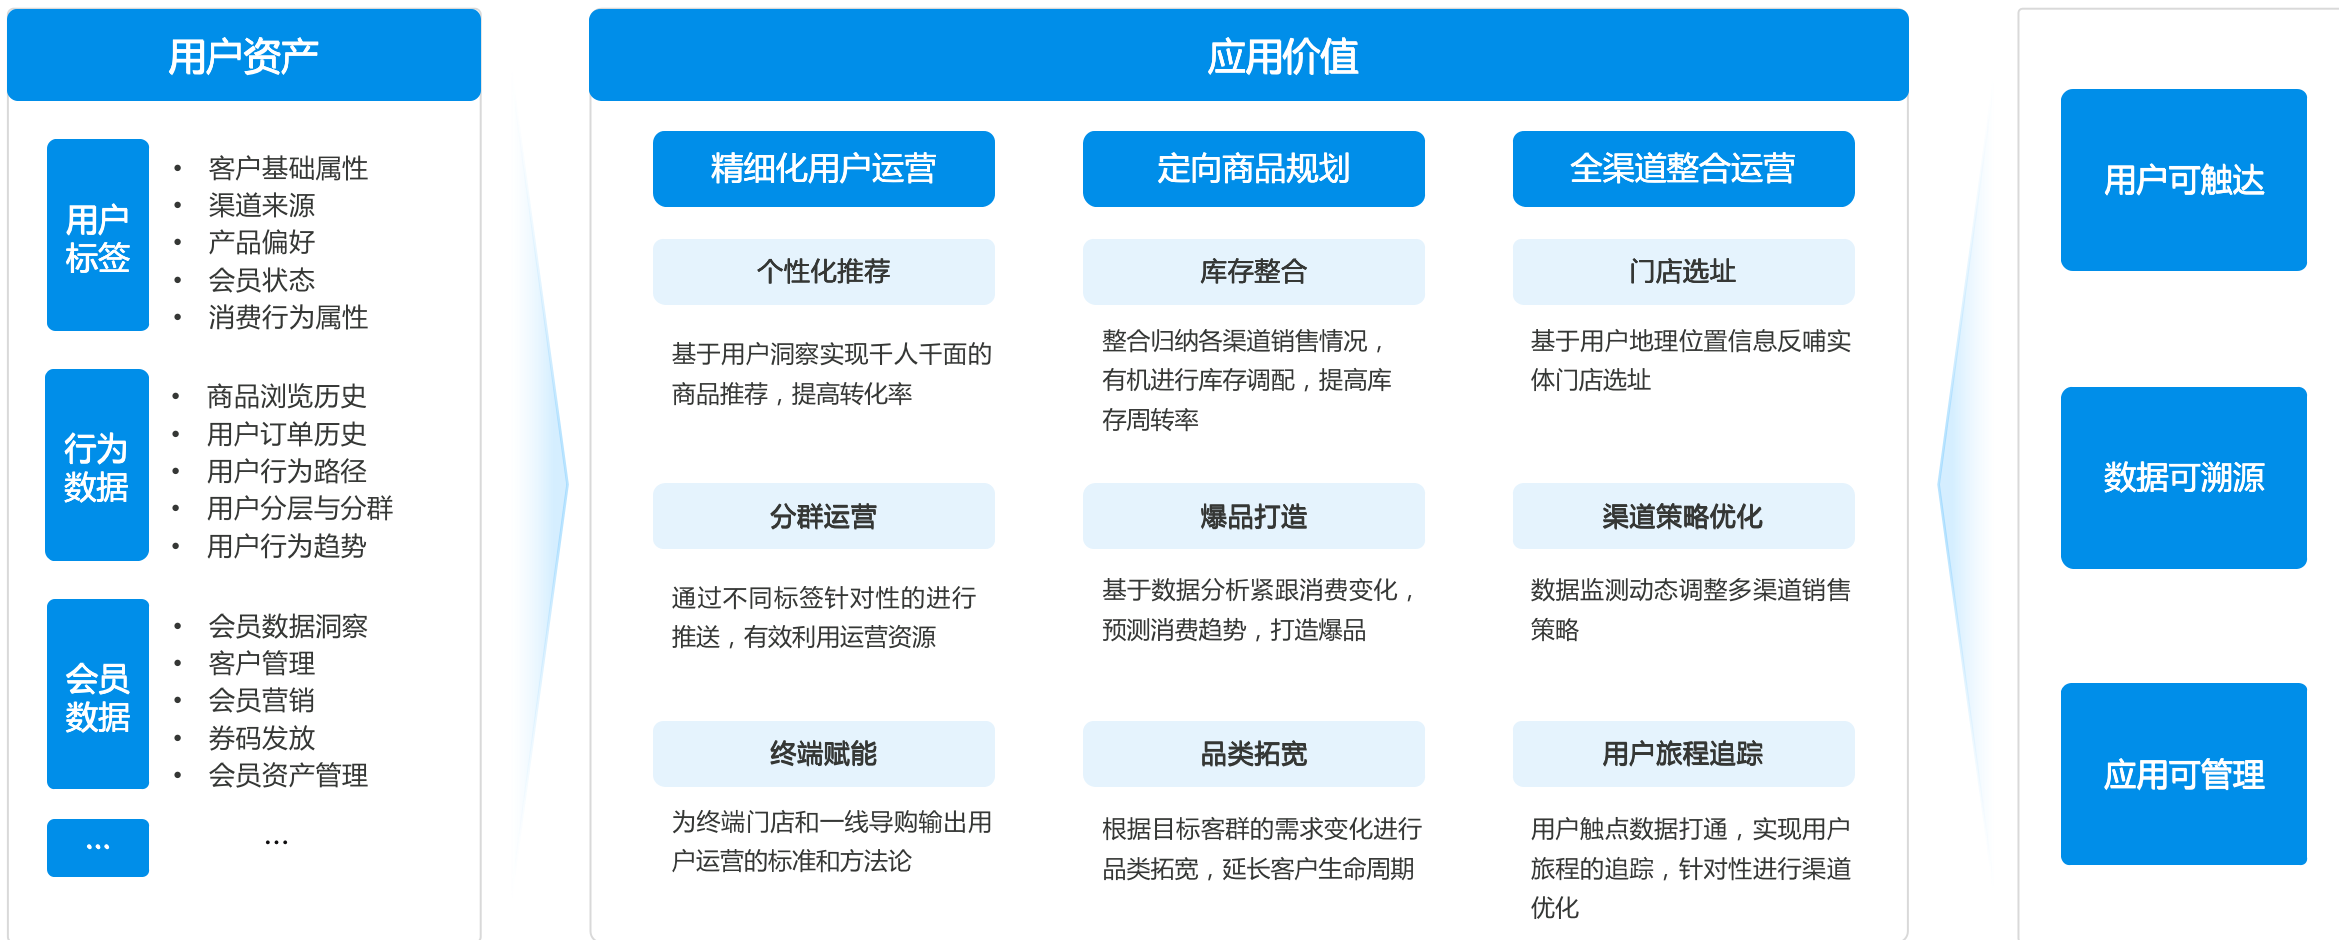 用户资产
用户
标签
• 客户基础属性
• 渠道来源
• 产品偏好
• 会员状态
• 消费行为属性
行为
数据
• 商品浏览历史
• 用户订单历史
• 用户行为路径
• 用户分层与分群
• 用户行为趋势
会员
数据
• 会员数据洞察
• 客户管理
• 会员营销
• 券码发放
• 会员资产管理
...
...
应用价值
精细化用户运营
个性化推荐
基于用户洞察实现千人千面的
商品推荐，提高转化率
分群运营
通过不同标签针对性的进行
推送，有效利用运营资源
终端赋能
为终端门店和一线导购输出用
户运营的标准和方法论
定向商品规划
库存整合
整合归纳各渠道销售情况，
有机进行库存调配，提高库
存周转率
爆品打造
基于数据分析紧跟消费变化，
预测消费趋势，打造爆品
品类拓宽
根据目标客群的需求变化进行
品类拓宽，延长客户生命周期
全渠道整合运营
门店选址
基于用户地理位置信息反哺实
体门店选址
渠道策略优化
数据监测动态调整多渠道销售
策略
用户旅程追踪
用户触点数据打通，实现用户
旅程的追踪，针对性进行渠道
优化
用户可触达
数据可溯源
应用可管理